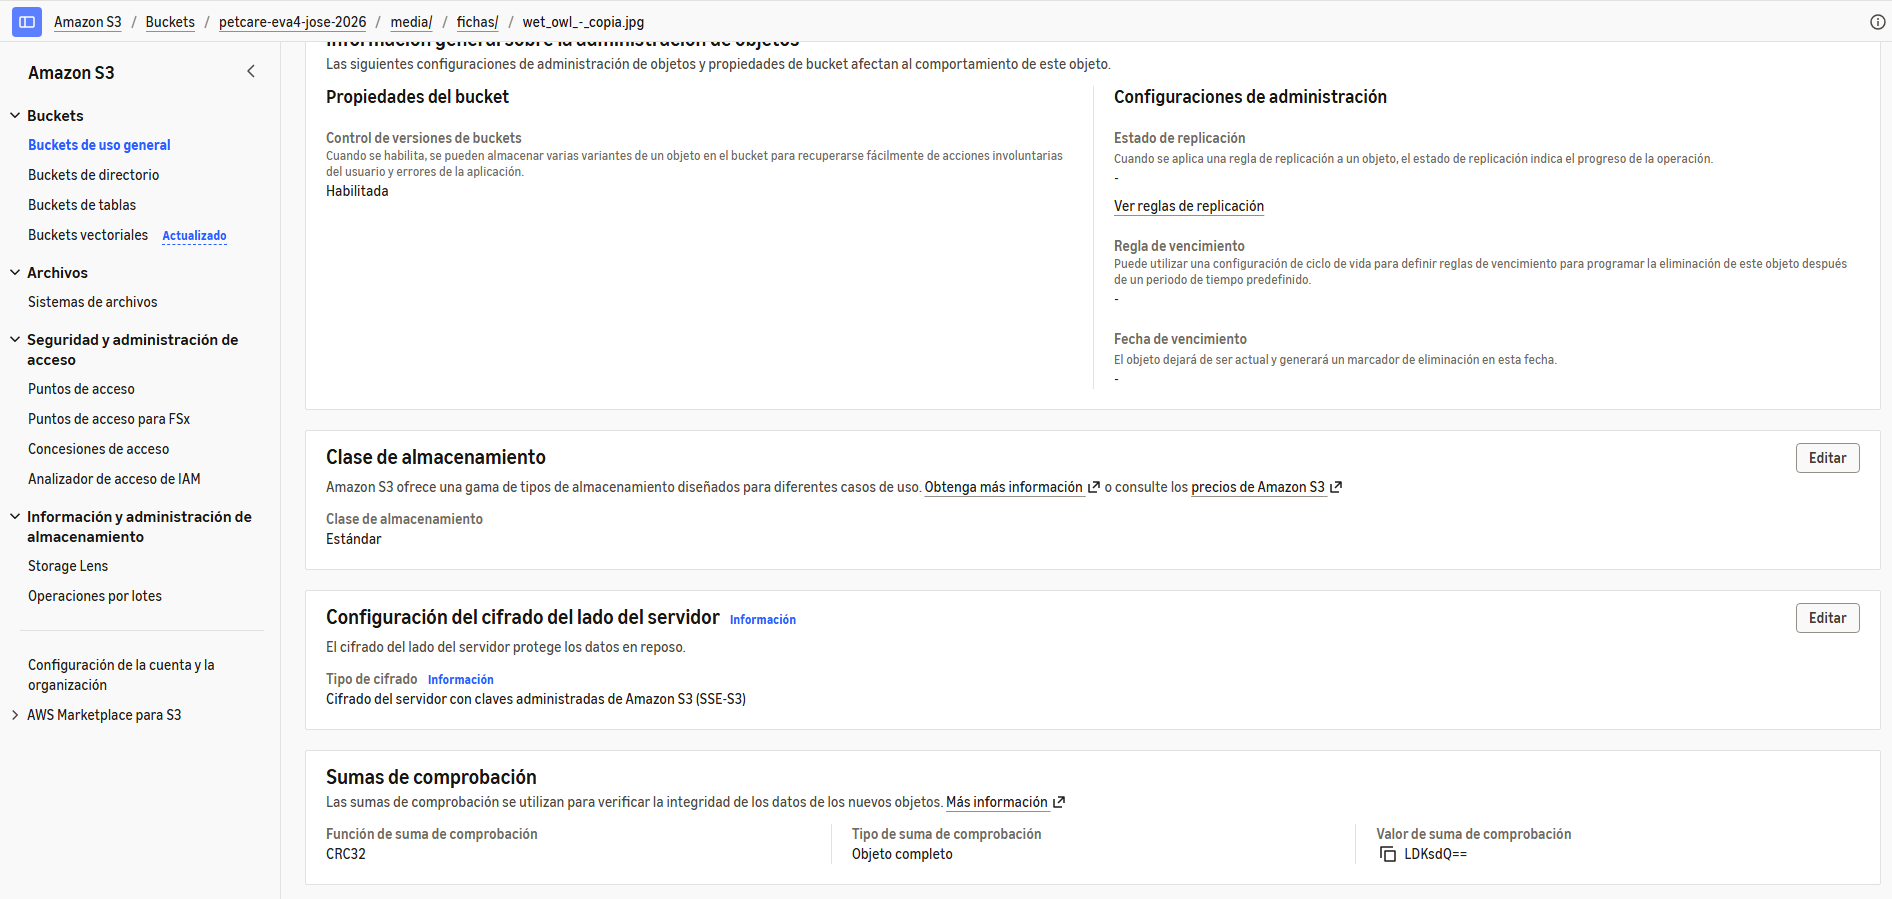 Amazon S3 / Buckets / petcare-eva4-jose-2026 / media/ / fichas/ / wet_owl_-_copia.jpg
Amazon S3
Buckets
Buckets de uso general
Buckets de directorio
Buckets de tablas
Buckets vectoriales Actualizado
Archivos
Sistemas de archivos
Seguridad y administración de
acceso
Puntos de acceso
Puntos de acceso para FSx
Concesiones de acceso
Analizador de acceso de IAM
Información y administración de
almacenamiento
Storage Lens
Operaciones por lotes
Configuración de la cuenta y la
organización
AWS Marketplace para S3
Información general sobre la administración de objetos
Las siguientes configuraciones de administración de objetos y propiedades de bucket afectan al comportamiento de este objeto.
Propiedades del bucket
Control de versiones de buckets
Cuando se habilita, se pueden almacenar varias variantes de un objeto en el bucket para recuperarse fácilmente de acciones involuntarias
del usuario y errores de la aplicación.
Habilitada
Configuraciones de administración
Estado de replicación
Cuando se aplica una regla de replicación a un objeto, el estado de replicación indica el progreso de la operación.
-
Ver reglas de replicación
Regla de vencimiento
Puede utilizar una configuración de ciclo de vida para definir reglas de vencimiento para programar la eliminación de este objeto después
de un periodo de tiempo predefinido.
-
Fecha de vencimiento
El objeto dejará de ser actual y generará un marcador de eliminación en esta fecha.
-
Clase de almacenamiento
Editar
Amazon S3 ofrece una gama de tipos de almacenamiento diseñados para diferentes casos de uso. Obtenga más información o consulte los precios de Amazon S3
Clase de almacenamiento
Estándar
Configuración del cifrado del lado del servidor Información
Editar
El cifrado del lado del servidor protege los datos en reposo.
Tipo de cifrado Información
Cifrado del servidor con claves administradas de Amazon S3 (SSE-S3)
Sumas de comprobación
Las sumas de comprobación se utilizan para verificar la integridad de los datos de los nuevos objetos. Más información
Función de suma de comprobación
CRC32
Tipo de suma de comprobación
Objeto completo
Valor de suma de comprobación
LDKsdQ==